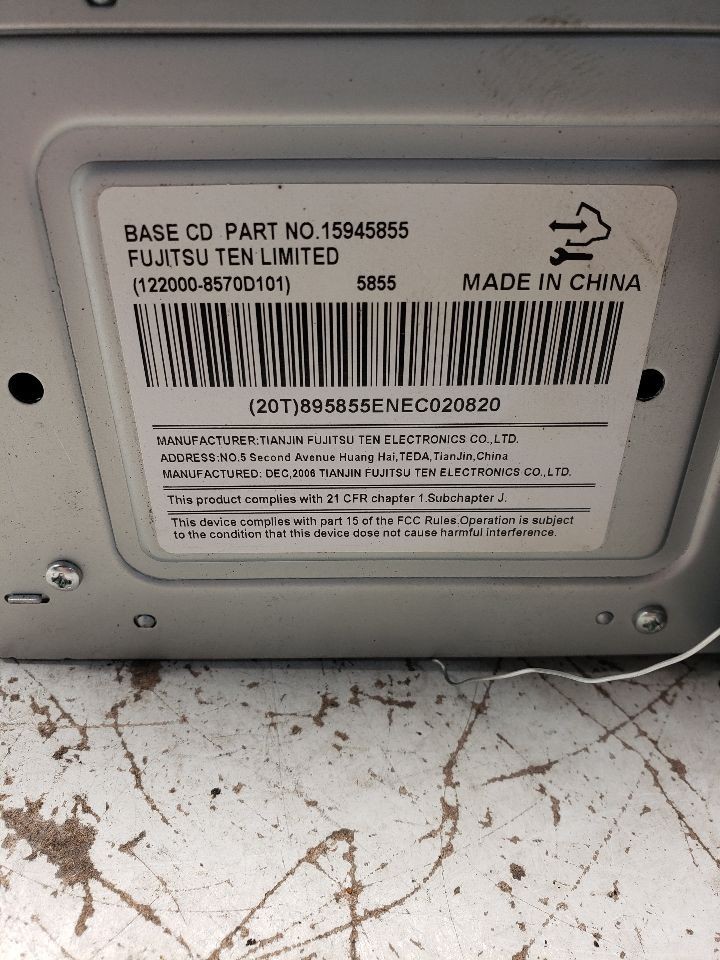 BASE CD PART NO.15945855
FUJITSU TEN LIMITED
(122000-8570D101) 5855 MADE IN CHINA
(20T)895855ENEC020820
MANUFACTURER:TIANJIN FUJITSU TEN ELECTRONICS CO.,LTD.
ADDRESS:NO.5 Second Avenue Huang Hai,TEDA,TianJin,China
MANUFACTURED: DEC,2006 TIANJIN FUJITSU TEN ELECTRONICS CO.,LTD.
This product complies with 21 CFR chapter 1.Subchapter J.
This device complies with part 15 of the FCC Rules.Operation is subject
to the condition that this device dose not cause harmful interference.